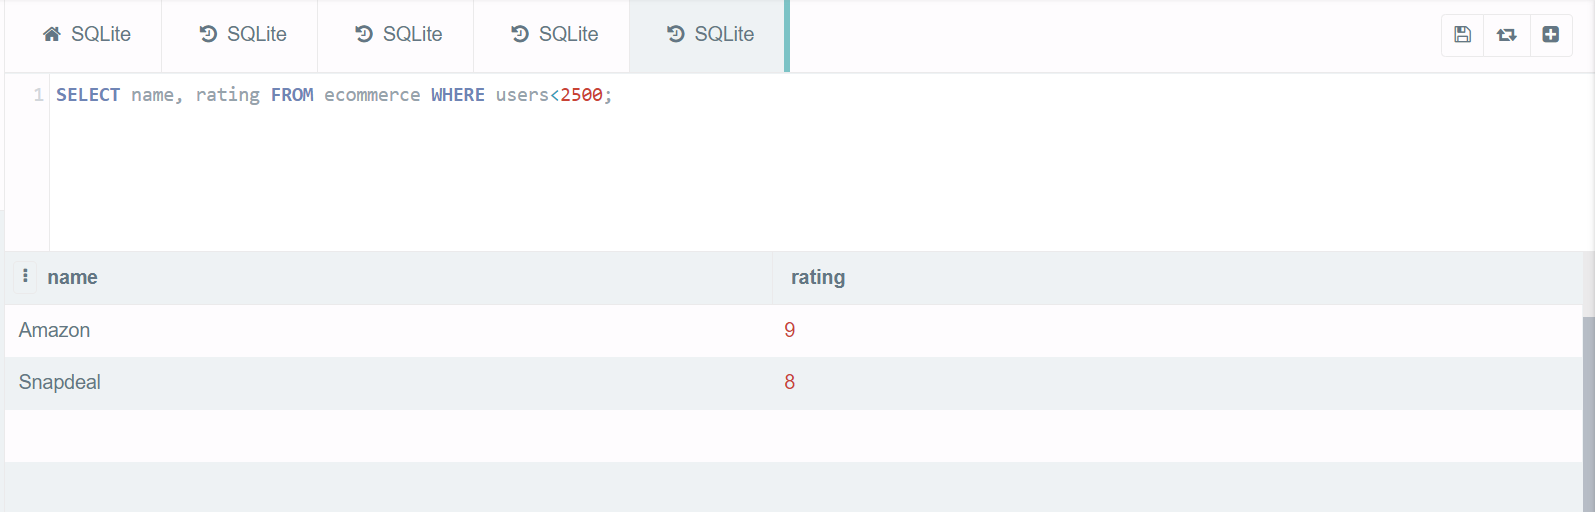 SQLite SQLite SQLite SQLite SQLite
1 SELECT name, rating FROM ecommerce WHERE users<2500;
name rating
Amazon 9
Snapdeal 8